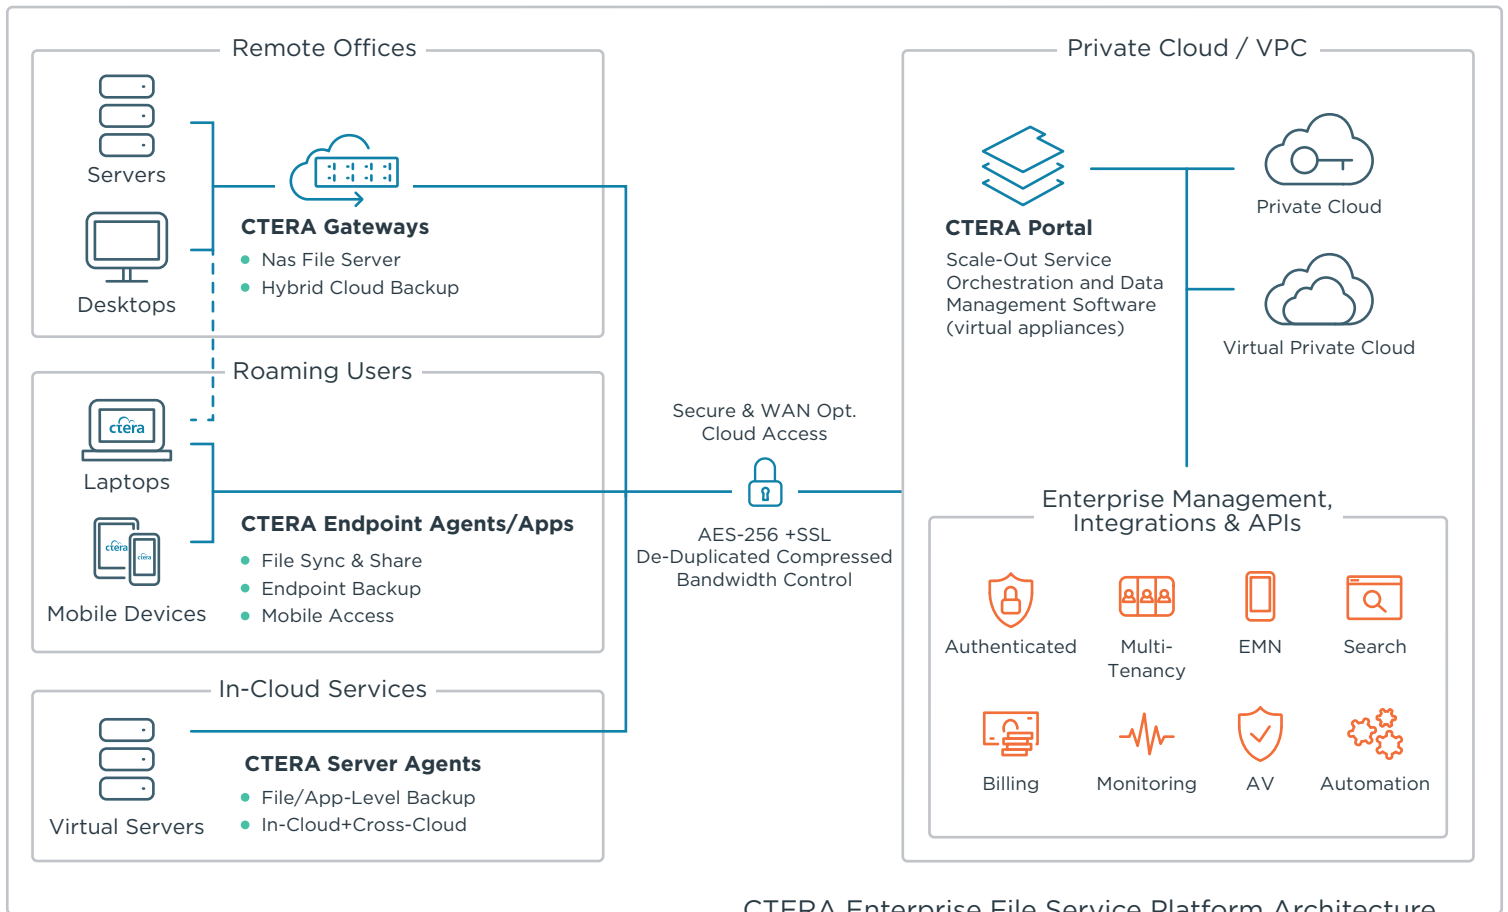 Remote Offices
Servers
Desktops
CTERA Gateways
Nas File Server
Hybrid Cloud Backup
Roaming Users
ctera
Laptops
ctera
ctera
Mobile Devices
CTERA Endpoint Agents/Apps
File Sync & Share
Endpoint Backup
Mobile Access
In-Cloud Services
Virtual Servers
CTERA Server Agents
File/App-Level Backup
In-Cloud+Cross-Cloud
Secure & WAN Opt.
Cloud Access
AES-256 +SSL
De-Duplicated Compressed
Bandwidth Control
Private Cloud / VPC
CTERA Portal
Scale-Out Service
Orchestration and Data
Management Software
(virtual appliances)
Private Cloud
Virtual Private Cloud
Enterprise Management,
Integrations & APIs
Authenticated
Multi-
Tenancy
EMN
Search
Billing
Monitoring
AV
Automation
CTERA Enterprise File Service Platform Architecture